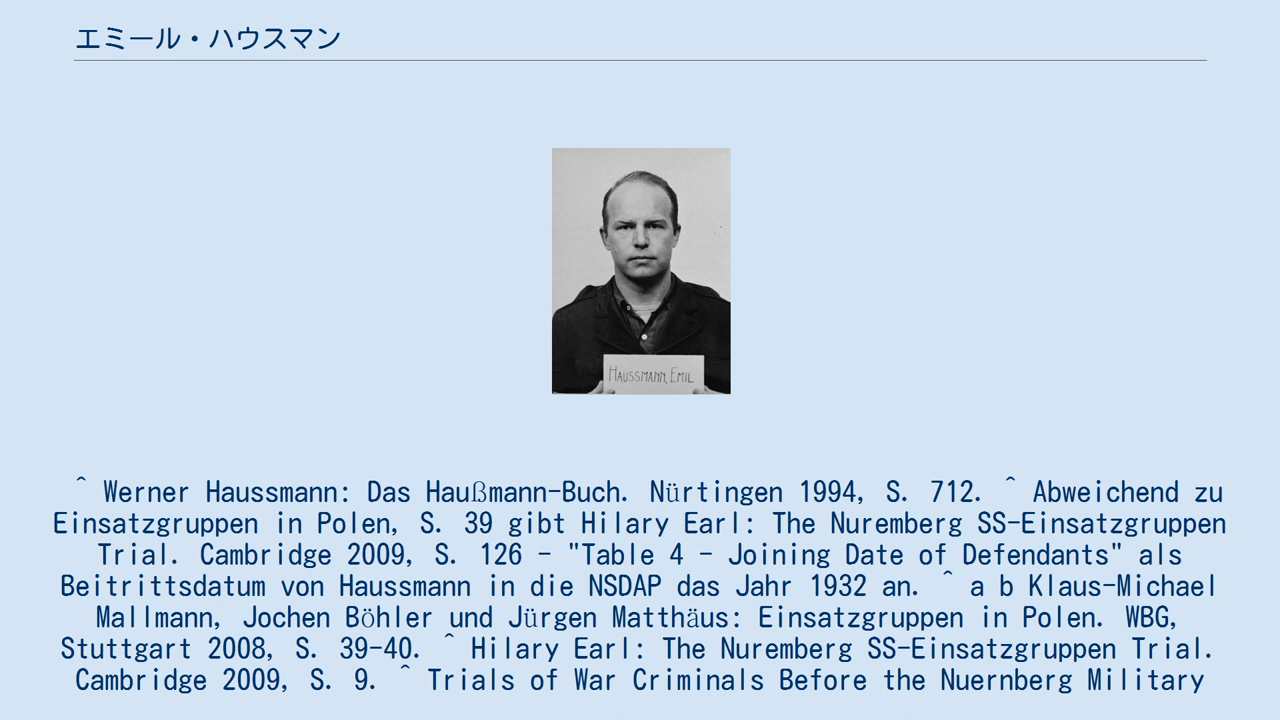 エミール・ハウスマン
HAUSSMANN, EMIL
^ Werner Haussmann: Das Haußmann-Buch. Nürtingen 1994, S. 712. ^ Abweichend zu
Einsatzgruppen in Polen, S. 39 gibt Hilary Earl: The Nuremberg SS-Einsatzgruppen
Trial. Cambridge 2009, S. 126 - "Table 4 - Joining Date of Defendants" als
Beitrittsdatum von Haussmann in die NSDAP das Jahr 1932 an. ^ a b Klaus-Michael
Mallmann, Jochen Böhler und Jürgen Matthäus: Einsatzgruppen in Polen. WBG,
Stuttgart 2008, S. 39-40. ^ Hilary Earl: The Nuremberg SS-Einsatzgruppen Trial.
Cambridge 2009, S. 9. ^ Trials of War Criminals Before the Nuernberg Military